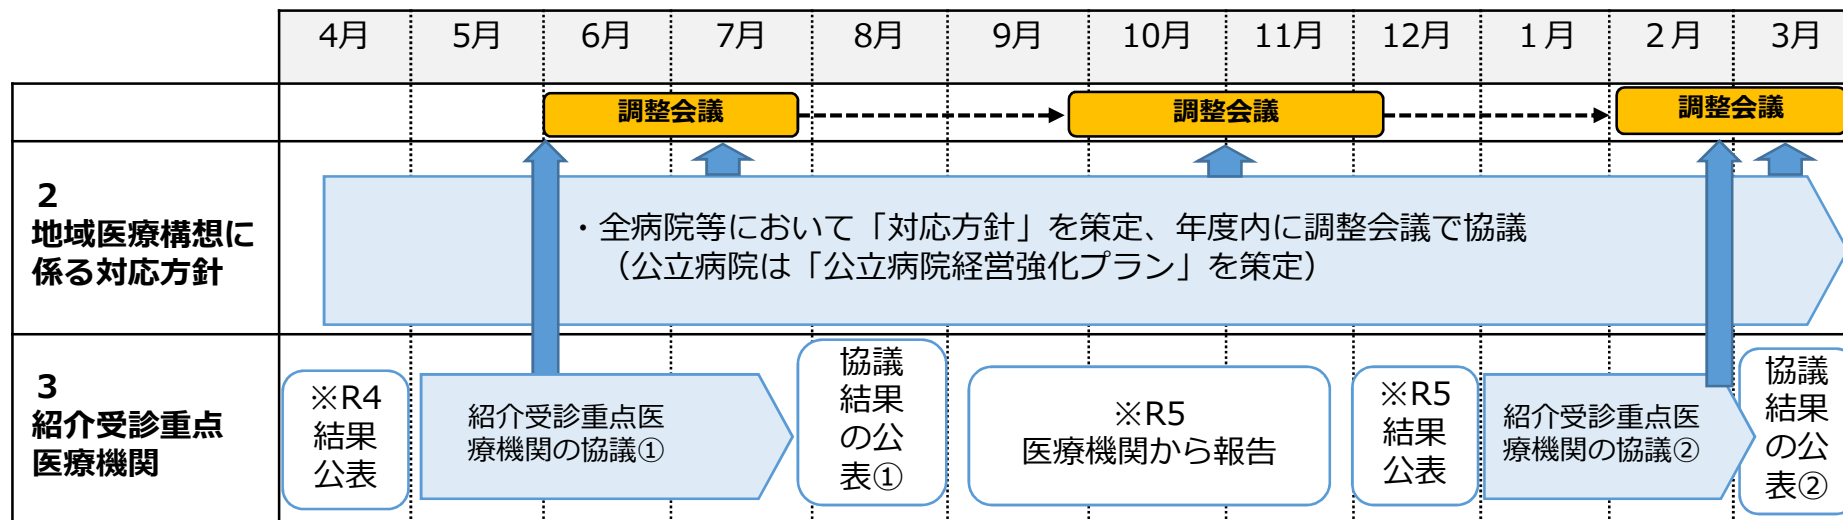 4月 5月 6月 7月 8月 9月 10月 11月 12月 1月 2月 3月
調整会議 調整会議 調整会議
2
地域医療構想に
係る対応方針
・全病院等において「対応方針」を策定、年度内に調整会議で協議
（公立病院は「公立病院経営強化プラン」を策定）
3
紹介受診重点
医療機関
※R4
結果
公表
紹介受診重点医
療機関の協議①
協議
結果
の公
表①
※R5
医療機関から報告
※R5
結果
公表
紹介受診重点医
療機関の協議②
協議
結果
の公
表②